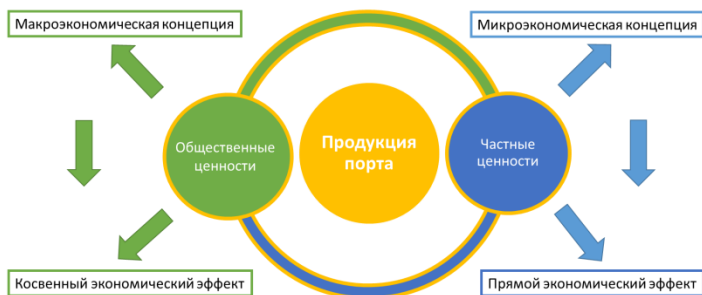 Макроэкономическая концепция
Микроэкономическая концепция
Общественные
ценности
Продукция
порта
Частные
ценности
Косвенный экономический эффект
Прямой экономический эффект